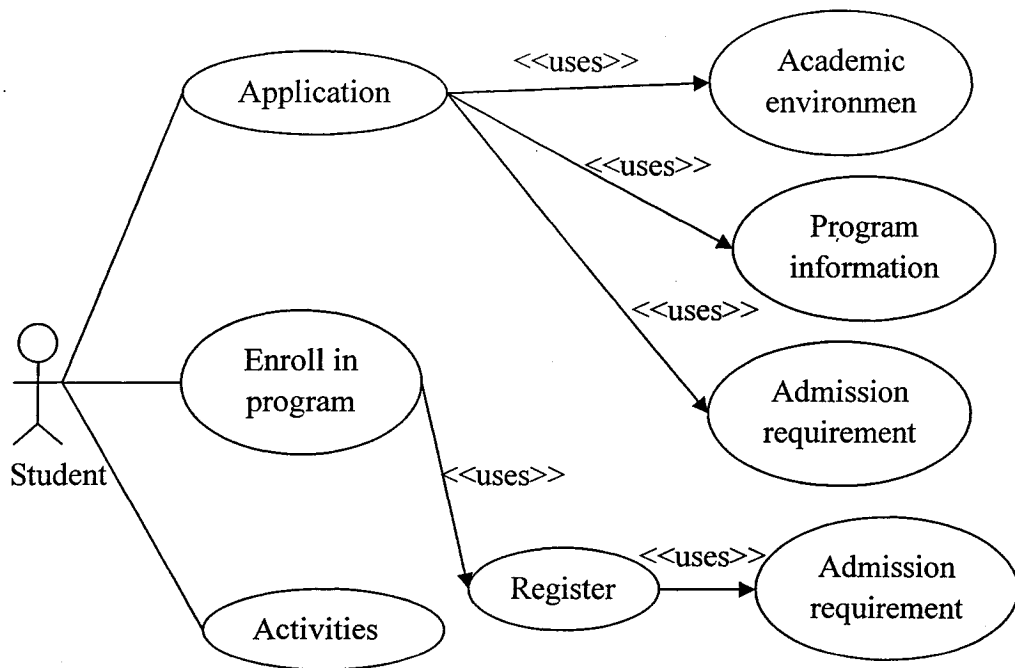 <<uses>>
Application
Academic
environmen
<<uses>>
Program
information
<<uses>>
Enroll in
program
Admission
requirement
Student
<<uses>>
<<uses>>
Register
Admission
requirement
Activities